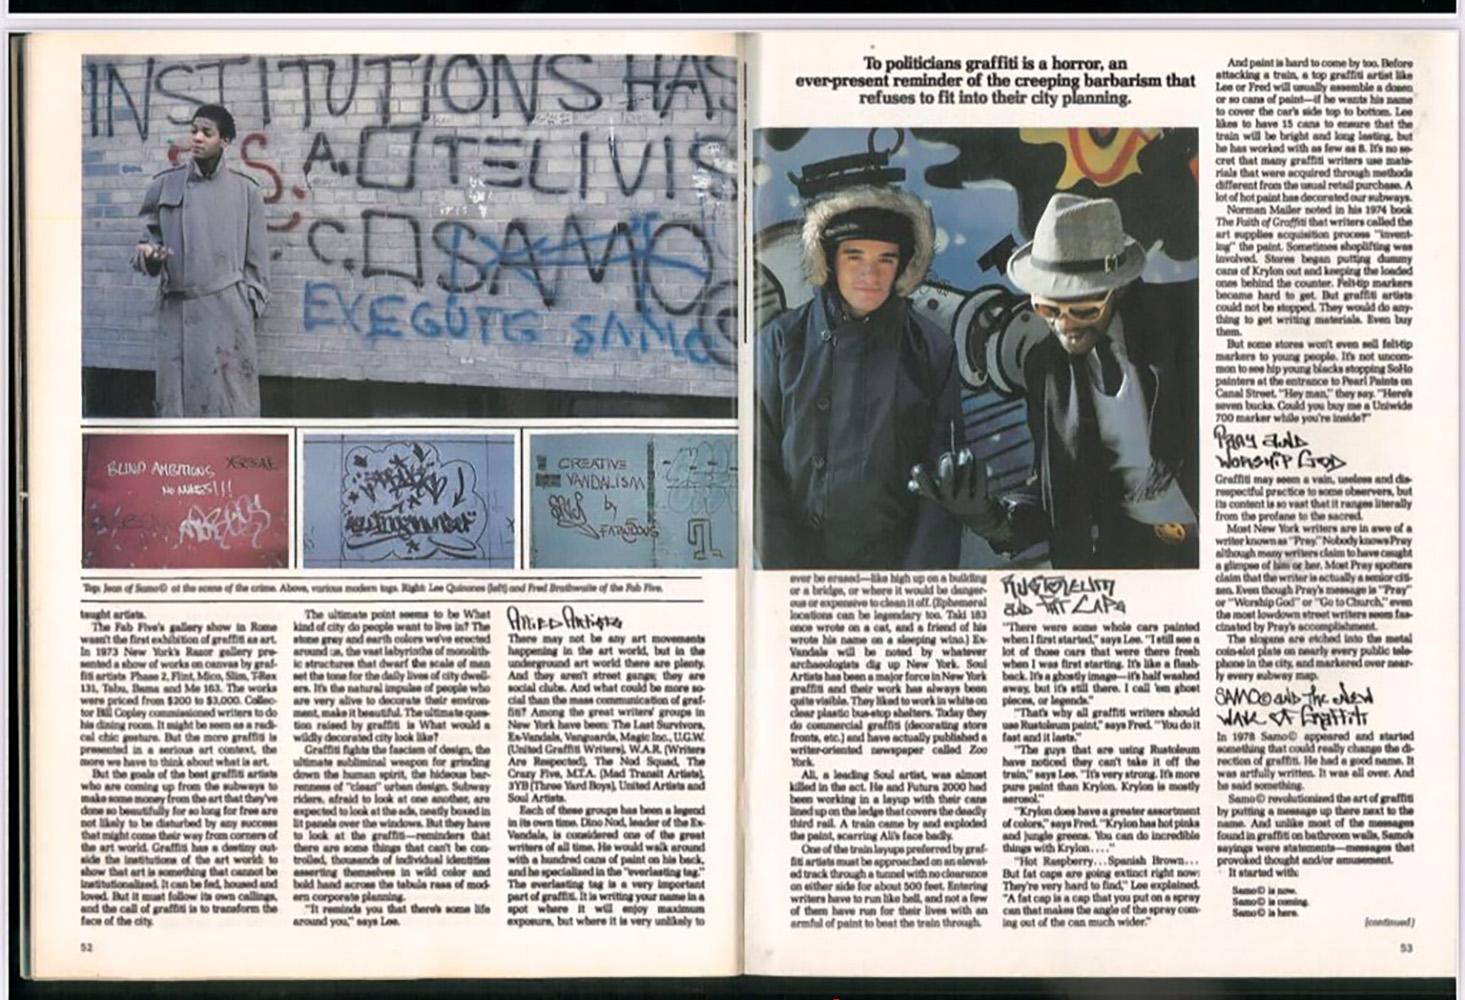 INSTITUTIONS HAS
S. A. TELIVIS
C. SAMO
EXEGUTE SAMO
BLIND AMBITIONS
NO MIXES!!!
CREATIVE
VANDALISM
by
FABULOUS
Top: Jean of Samo© at the scene of the crime. Above, various modern tags. Right: Lee Quinones (left) and Fred Brathwaite of the Fab Five.
taught artists.
The Fab Five's gallery show in Rome
wasn't the first exhibition of graffiti as art.
In 1973 New York's Razor gallery pre-
sented a show of works on canvas by graf-
fiti artists Phase 2, Flint, Mico, Slim, T-Rex
131, Tabu, Bama and Me 163. The works
were priced from $200 to $3,000. Collec-
tor Bill Copley commissioned writers to do
his dining room. It might be seen as a radi-
cal chic gesture. But the more graffiti is
presented in a serious art context, the
more we have to think about what is art.
But the goals of the best graffiti artists
who are coming up from the subways to
make some money from the art that they've
done so beautifully for so long for free are
not likely to be disturbed by any success
that might come their way from corners of
the art world. Graffiti has a destiny out-
side the institutions of the art world: to
show that art is something that cannot be
institutionalized. It can be fed, housed and
loved. But it must follow its own callings,
and the call of graffiti is to transform the
face of the city.
52
The ultimate point seems to be What
kind of city do people want to live in? The
stone grey and earth colors we've erected
around us, the vast labyrinths of monolith-
ic structures that dwarf the scale of man
set the tone for the daily lives of city dwell-
ers. It's the natural impulse of people who
are very alive to decorate their environ-
ment, make it beautiful. The ultimate ques-
tion raised by graffiti is What would a
wildly decorated city look like?
Graffiti fights the fascism of design, the
ultimate subliminal weapon for grinding
down the human spirit, the hideous bar-
renness of "clean" urban design. Subway
riders, afraid to look at one another, are
expected to look at the ads, neatly boxed in
lit panels over the windows. But they have
to look at the graffiti—reminders that
there are some things that can't be con-
trolled, thousands of individual identities
asserting themselves in wild color and
bold hand across the tabula rasa of mod-
ern corporate planning.
"It reminds you that there's some life
around you," says Lee.
Allied Artists
There may not be any art movements
happening in the art world, but in the
underground art world there are plenty.
And they aren't street gangs; they are
social clubs. And what could be more so-
cial than the mass communication of graf-
fiti? Among the great writers' groups in
New York have been: The Last Survivors,
Ex-Vandals, Vanguards, Magic Inc., U.G.W.
(United Graffiti Writers), W.A.R. (Writers
Are Respected), The Nod Squad, The
Crazy Five, M.T.A. (Mad Transit Artists),
3YB (Three Yard Boys), United Artists and
Soul Artists.
Each of these groups has been a legend
in its own time. Dino Nod, leader of the Ex-
Vandals, is considered one of the great
writers of all time. He would walk around
with a hundred cans of paint on his back,
and he specialized in the "everlasting tag."
The everlasting tag is a very important
part of graffiti. It is writing your name in a
spot where it will enjoy maximum
exposure, but where it is very unlikely to
To politicians graffiti is a horror, an
ever-present reminder of the creeping barbarism that
refuses to fit into their city planning.
ever be erased—like high up on a building
or a bridge, or where it would be danger-
ous or expensive to clean it off. (Ephemeral
locations can be legendary too. Taki 183
once wrote on a cat, and a friend of his
wrote his name on a sleeping wino.) Ex-
Vandals will be noted by whatever
archaeologists dig up New York. Soul
Artists has been a major force in New York
graffiti and their work has always been
quite visible. They liked to work in white on
clear plastic bus-stop shelters. Today they
do commercial graffiti (decorating store
fronts, etc.) and have actually published a
writer-oriented newspaper called Zoo
York.
Ali, a leading Soul artist, was almost
killed in the act. He and Futura 2000 had
been working in a layup with their cans
lined up on the ledge that covers the deadly
third rail. A train came by and exploded
the paint, scarring Ali's face badly.
One of the train layups preferred by graf-
fiti artists must be approached on an elevat-
ed track through a tunnel with no clearance
on either side for about 500 feet. Entering
writers have to run like hell, and not a few
of them have run for their lives with an
armful of paint to beat the train through.
Rustoleum
and Fat Caps
"There were some whole cars painted
when I first started," says Lee. "I still see a
lot of those cars that were there fresh
when I was first starting. It's like a flash-
back. It's a ghostly image—it's half washed
away, but it's still there. I call 'em ghost
pieces, or legends."
"That's why all graffiti writers should
use Rustoleum paint," says Fred. "You do it
fast and it lasts."
"The guys that are using Rustoleum
have noticed they can't take it off the
train," says Lee. "It's very strong. It's more
pure paint than Krylon. Krylon is mostly
aerosol."
"Krylon does have a greater assortment
of colors," says Fred. "Krylon has hot pinks
and jungle greens. You can do incredible
things with Krylon...."
"Hot Raspberry...Spanish Brown...
But fat caps are going extinct right now.
They're very hard to find," Lee explained.
"A fat cap is a cap that you put on a spray
can that makes the angle of the spray com-
ing out of the can much wider."
And paint is hard to come by too. Before
attacking a train, a top graffiti artist like
Lee or Fred will usually assemble a dozen
or so cans of paint—if he wants his name
to cover the car's side top to bottom. Lee
likes to have 15 cans to ensure that the
train will be bright and long lasting, but
he has worked with as few as 8. It's no se-
cret that many graffiti writers use mate-
rials that were acquired through methods
different from the usual retail purchase. A
lot of hot paint has decorated our subways.
Norman Mailer noted in his 1974 book
The Faith of Graffiti that writers called the
art supplies acquisition process "invent-
ing" the paint. Sometimes shoplifting was
involved. Stores began putting dummy
cans of Krylon out and keeping the loaded
ones behind the counter. Felt-tip markers
became hard to get. But graffiti artists
could not be stopped. They would do any-
thing to get writing materials. Even buy
them.
But some stores won't even sell felt-tip
markers to young people. It's not uncom-
mon to see hip young blacks stopping SoHo
painters at the entrance to Pearl Paints on
Canal Street. "Hey man," they say. "Here's
seven bucks. Could you buy me a Uniwide
700 marker while you're inside?"
Pray and
Worship God
Graffiti may seem a vain, useless and dis-
respectful practice to some observers, but
its content is so vast that it ranges literally
from the profane to the sacred.
Most New York writers are in awe of a
writer known as "Pray." Nobody knows Pray
although many writers claim to have caught
a glimpse of him or her. Most Pray spotters
claim that the writer is actually a senior citi-
zen. Even though Pray's message is "Pray"
or "Worship God" or "Go to Church," even
the most lowdown street writers seem fas-
cinated by Pray's accomplishment.
The slogans are etched into the metal
coin-slot plate on nearly every public tele-
phone in the city, and markered over near-
ly every subway map.
SAMO© and the New
Wave of Graffiti
In 1978 Samo© appeared and started
something that could really change the di-
rection of graffiti. He had a good name. It
was artfully written. It was all over. And
he said something.
Samo© revolutionized the art of graffiti
by putting a message up there next to the
name. And unlike most of the messages
found in graffiti on bathroom walls, Samo's
sayings were statements—messages that
provoked thought and/or amusement.
It started with:
Samo© is now.
Samo© is coming.
Samo© is here.
(continued)
53